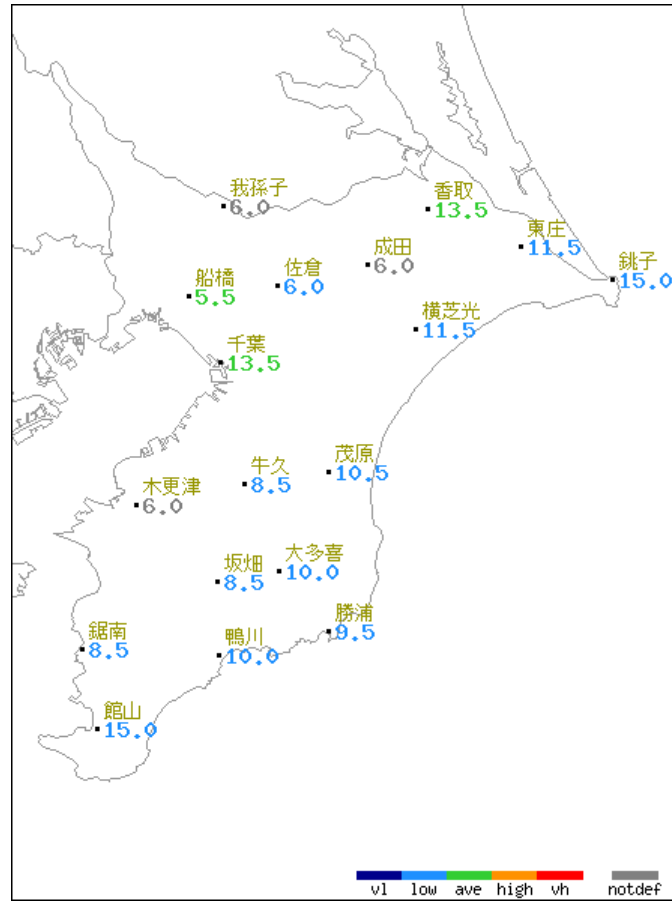 我孫子
6.0
香取
13.5
東庄
11.5
成田
6.0
銚子
15.0
船橋
5.5
佐倉
6.0
横芝光
11.5
千葉
13.5
茂原
10.5
牛久
8.5
木更津
6.0
大多喜
10.0
坂畑
8.5
勝浦
9.5
鋸南
8.5
鴨川
10.0
館山
15.0
vl low ave high vh notdef